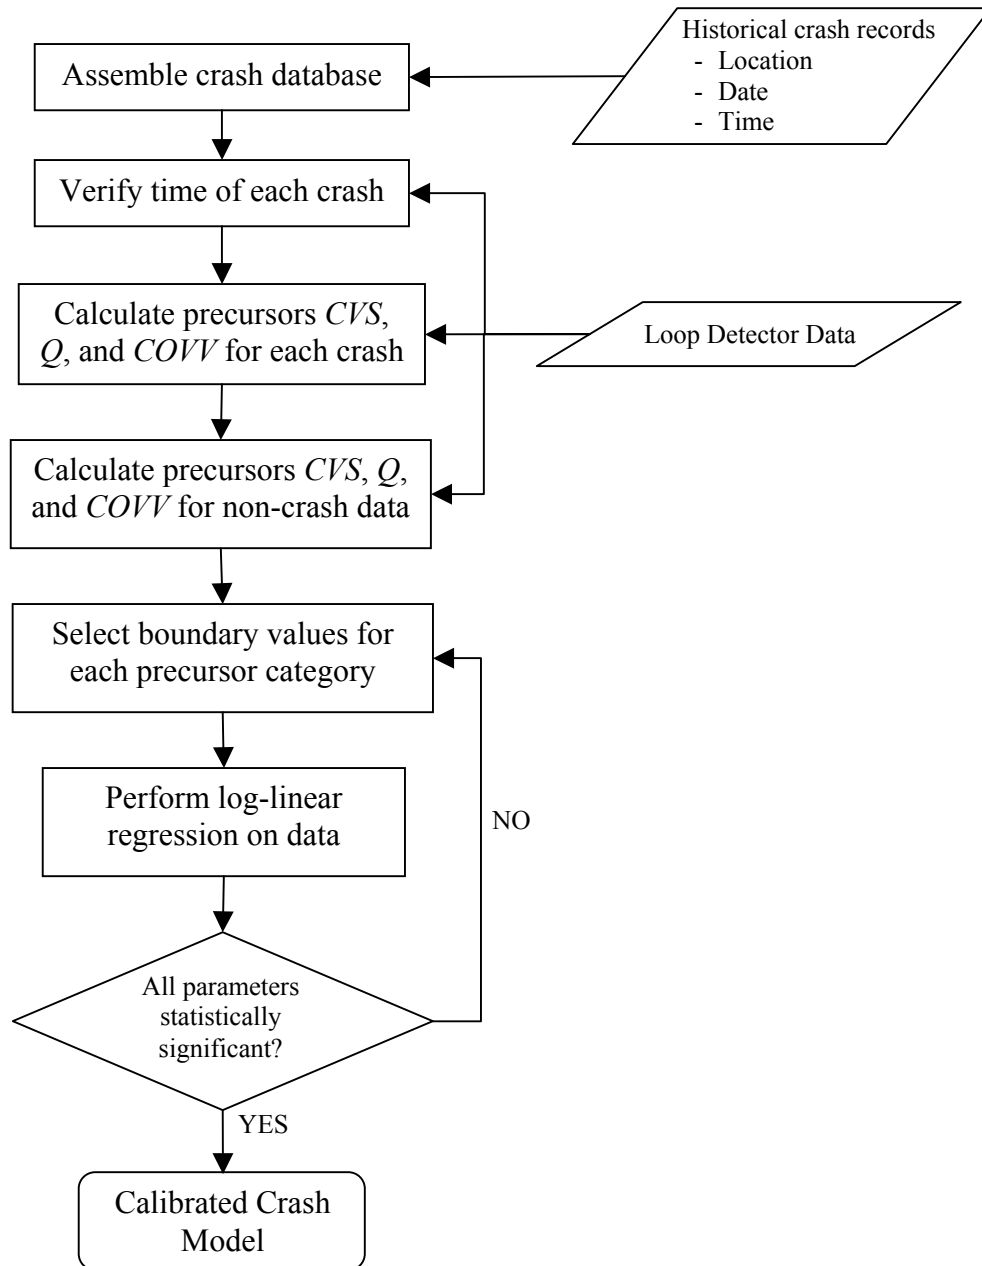 Historical crash records
- Location
- Date
- Time
Assemble crash database
Verify time of each crash
Calculate precursors CVS,
Q, and COVV for each crash
Loop Detector Data
Calculate precursors CVS, Q,
and COVV for non-crash data
Select boundary values for
each precursor category
Perform log-linear
regression on data
NO
All parameters
statistically
significant?
YES
Calibrated Crash
Model